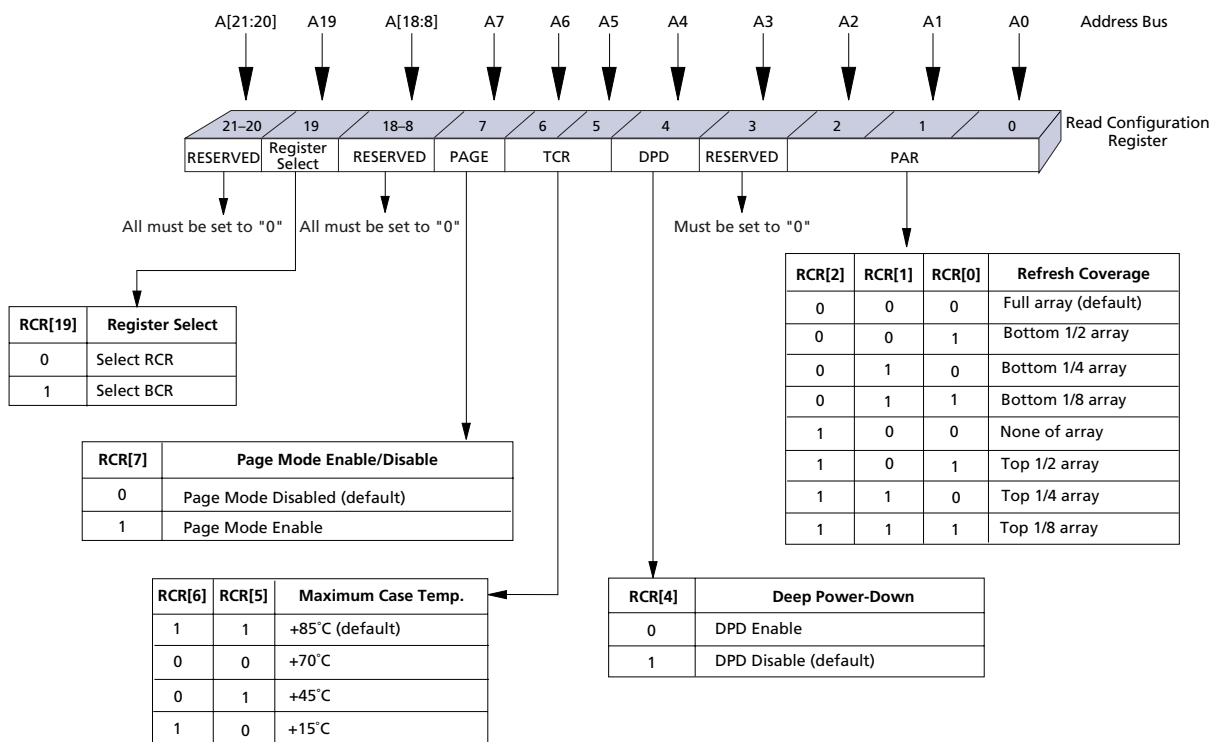 A[21:20] A19 A[18:8] A7 A6 A5 A4 A3 A2 A1 A0 Address Bus
21–20 19 18–8 7 6 5 4 3 2 1 0
Read Configuration
Register
RESERVED Register Select RESERVED PAGE TCR DPD RESERVED PAR
All must be set to "0" All must be set to "0" Must be set to "0"
RCR[19] Register Select
0 Select RCR
1 Select BCR
RCR[2] RCR[1] RCR[0] Refresh Coverage
0 0 0 Full array (default)
0 0 1 Bottom 1/2 array
0 1 0 Bottom 1/4 array
0 1 1 Bottom 1/8 array
1 0 0 None of array
1 0 1 Top 1/2 array
1 1 0 Top 1/4 array
1 1 1 Top 1/8 array
RCR[7] Page Mode Enable/Disable
0 Page Mode Disabled (default)
1 Page Mode Enable
RCR[6] RCR[5] Maximum Case Temp.
1 1 +85˚C (default)
0 0 +70˚C
0 1 +45˚C
1 0 +15˚C
RCR[4] Deep Power-Down
0 DPD Enable
1 DPD Disable (default)